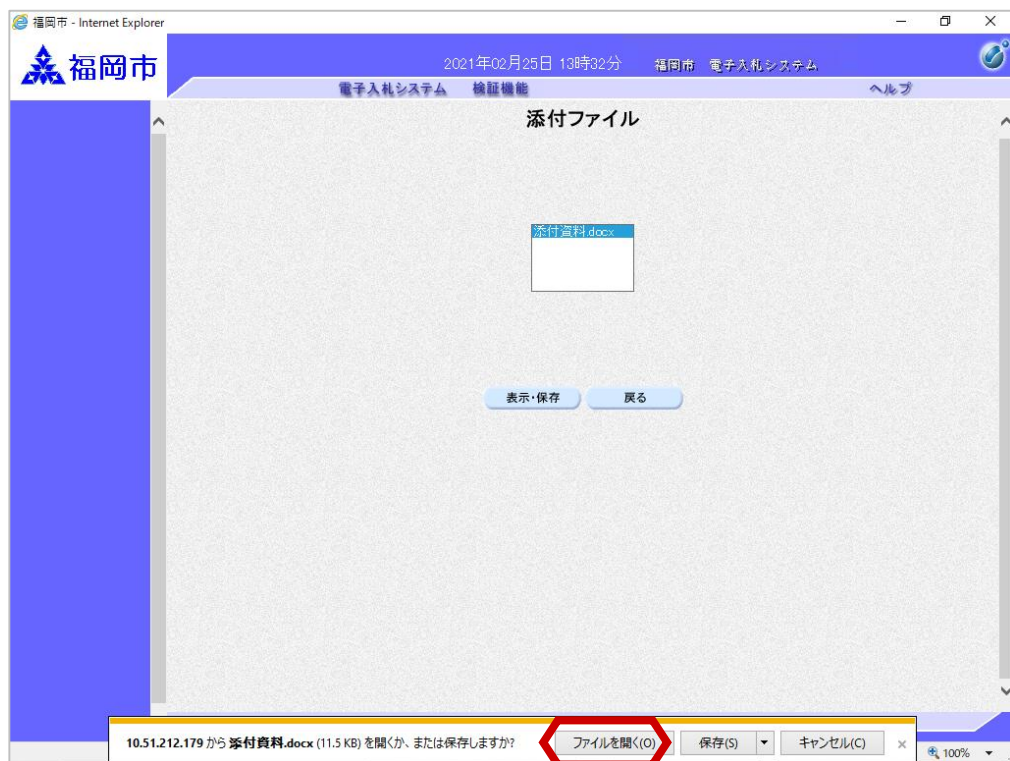 福岡市 - Internet Explorer
福岡市
2021年02月25日 13時32分 福岡市 電子入札システム
電子入札システム 検証機能 ヘルプ
添付ファイル
添付資料.docx
表示・保存 戻る
10.51.212.179 から 添付資料.docx (11.5 KB) を開くか、または保存しますか? ファイルを開く(O) 保存(S) キャンセル(C) ×
100%